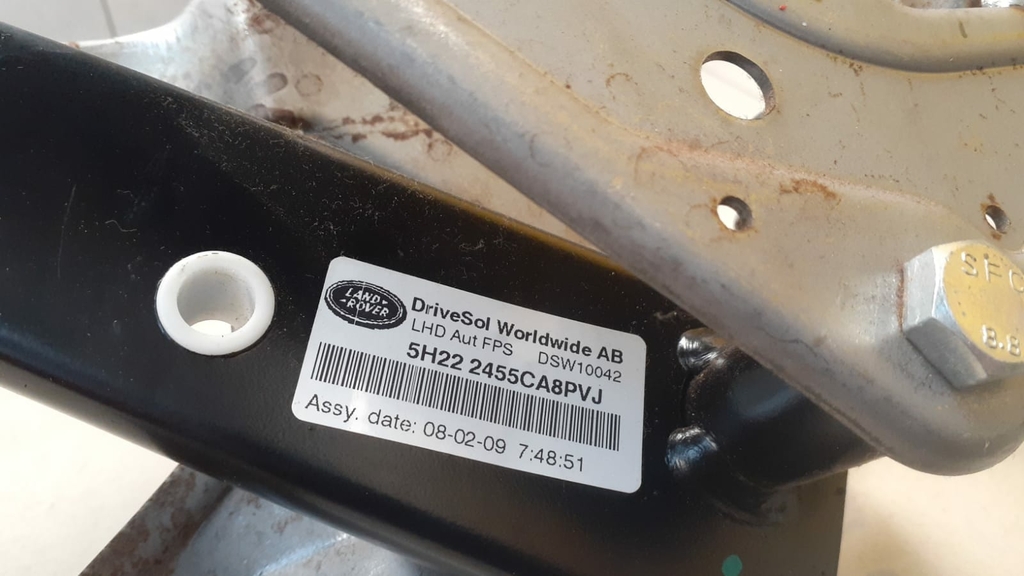 LAND-
-ROVER
DriveSol Worldwide AB
LHD Aut FPS DSW10042
5H22 2455CA8PVJ
Assy. date: 08-02-09 7:48:51
8.8